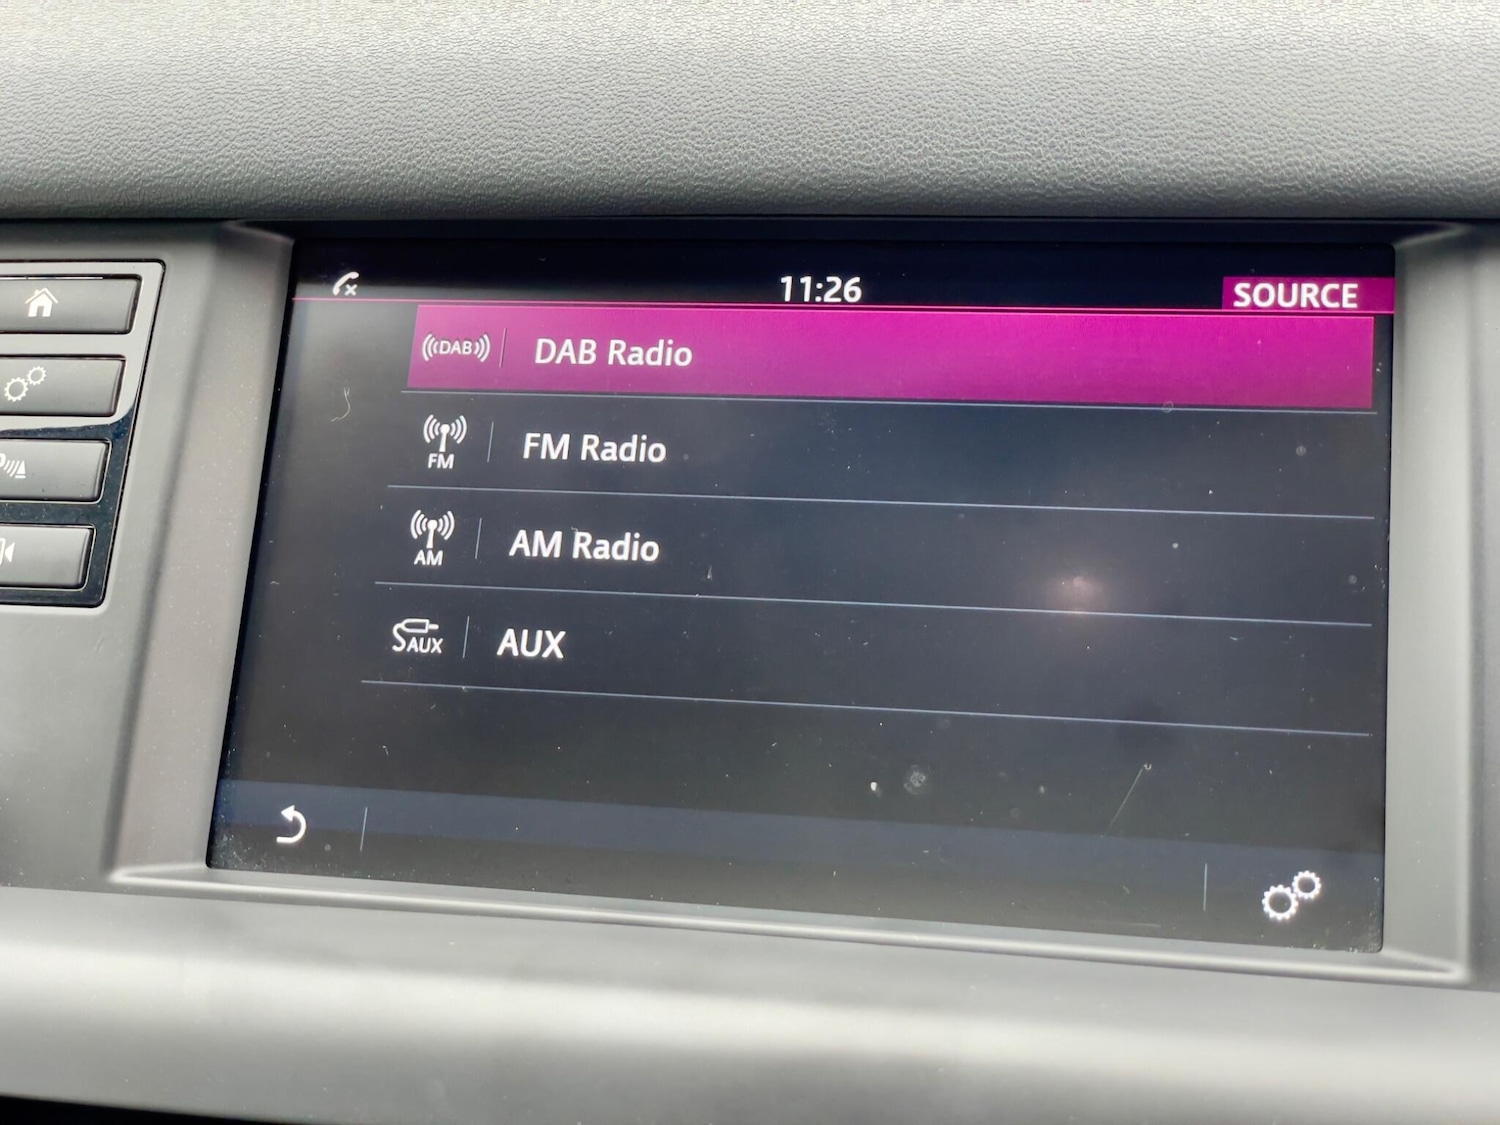 11:26
SOURCE
DAB DAB Radio
FM FM Radio
AM AM Radio
AUX AUX